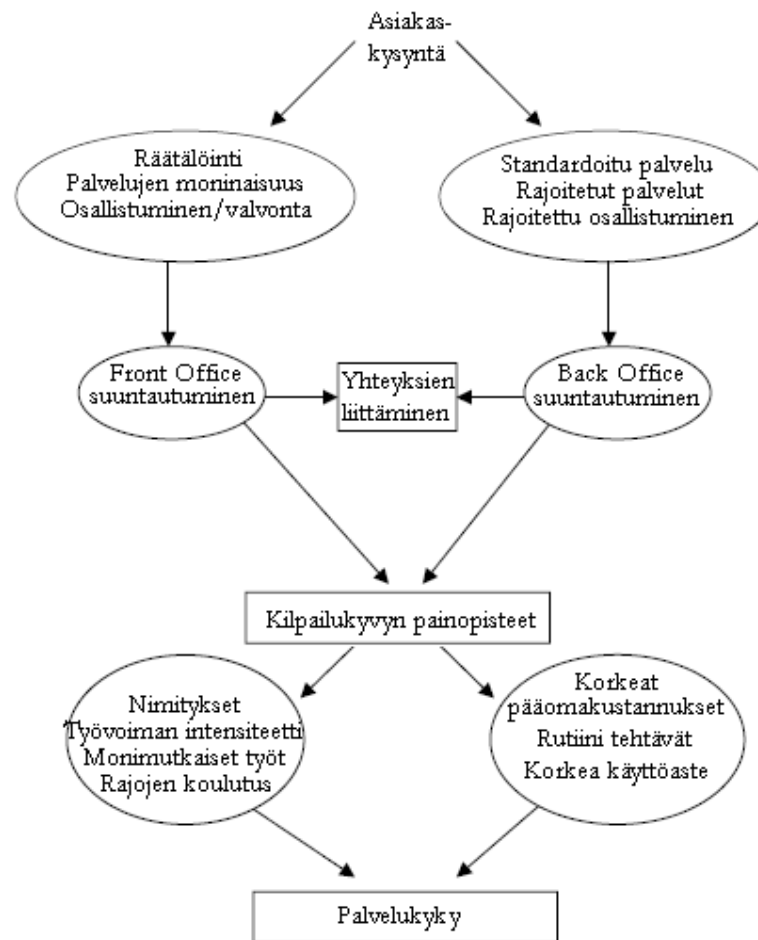 Asiakas-
kysyntä
Räätälöinti
Palvelujen moninaisuus
Osallistuminen/valvonta
Standardoitu palvelu
Rajoitetut palvelut
Rajoitettu osallistuminen
Front Office
suuntautuminen
Yhteyksien
liittäminen
Back Office
suuntautuminen
Kilpailukyvyn painopisteet
Nimitykset
Työvoiman intensiteetti
Monimutkaiset työt
Rajojen koulutus
Korkeat
pääomakustannukset
Rutiini tehtävät
Korkea käyttöaste
Palvelukyky